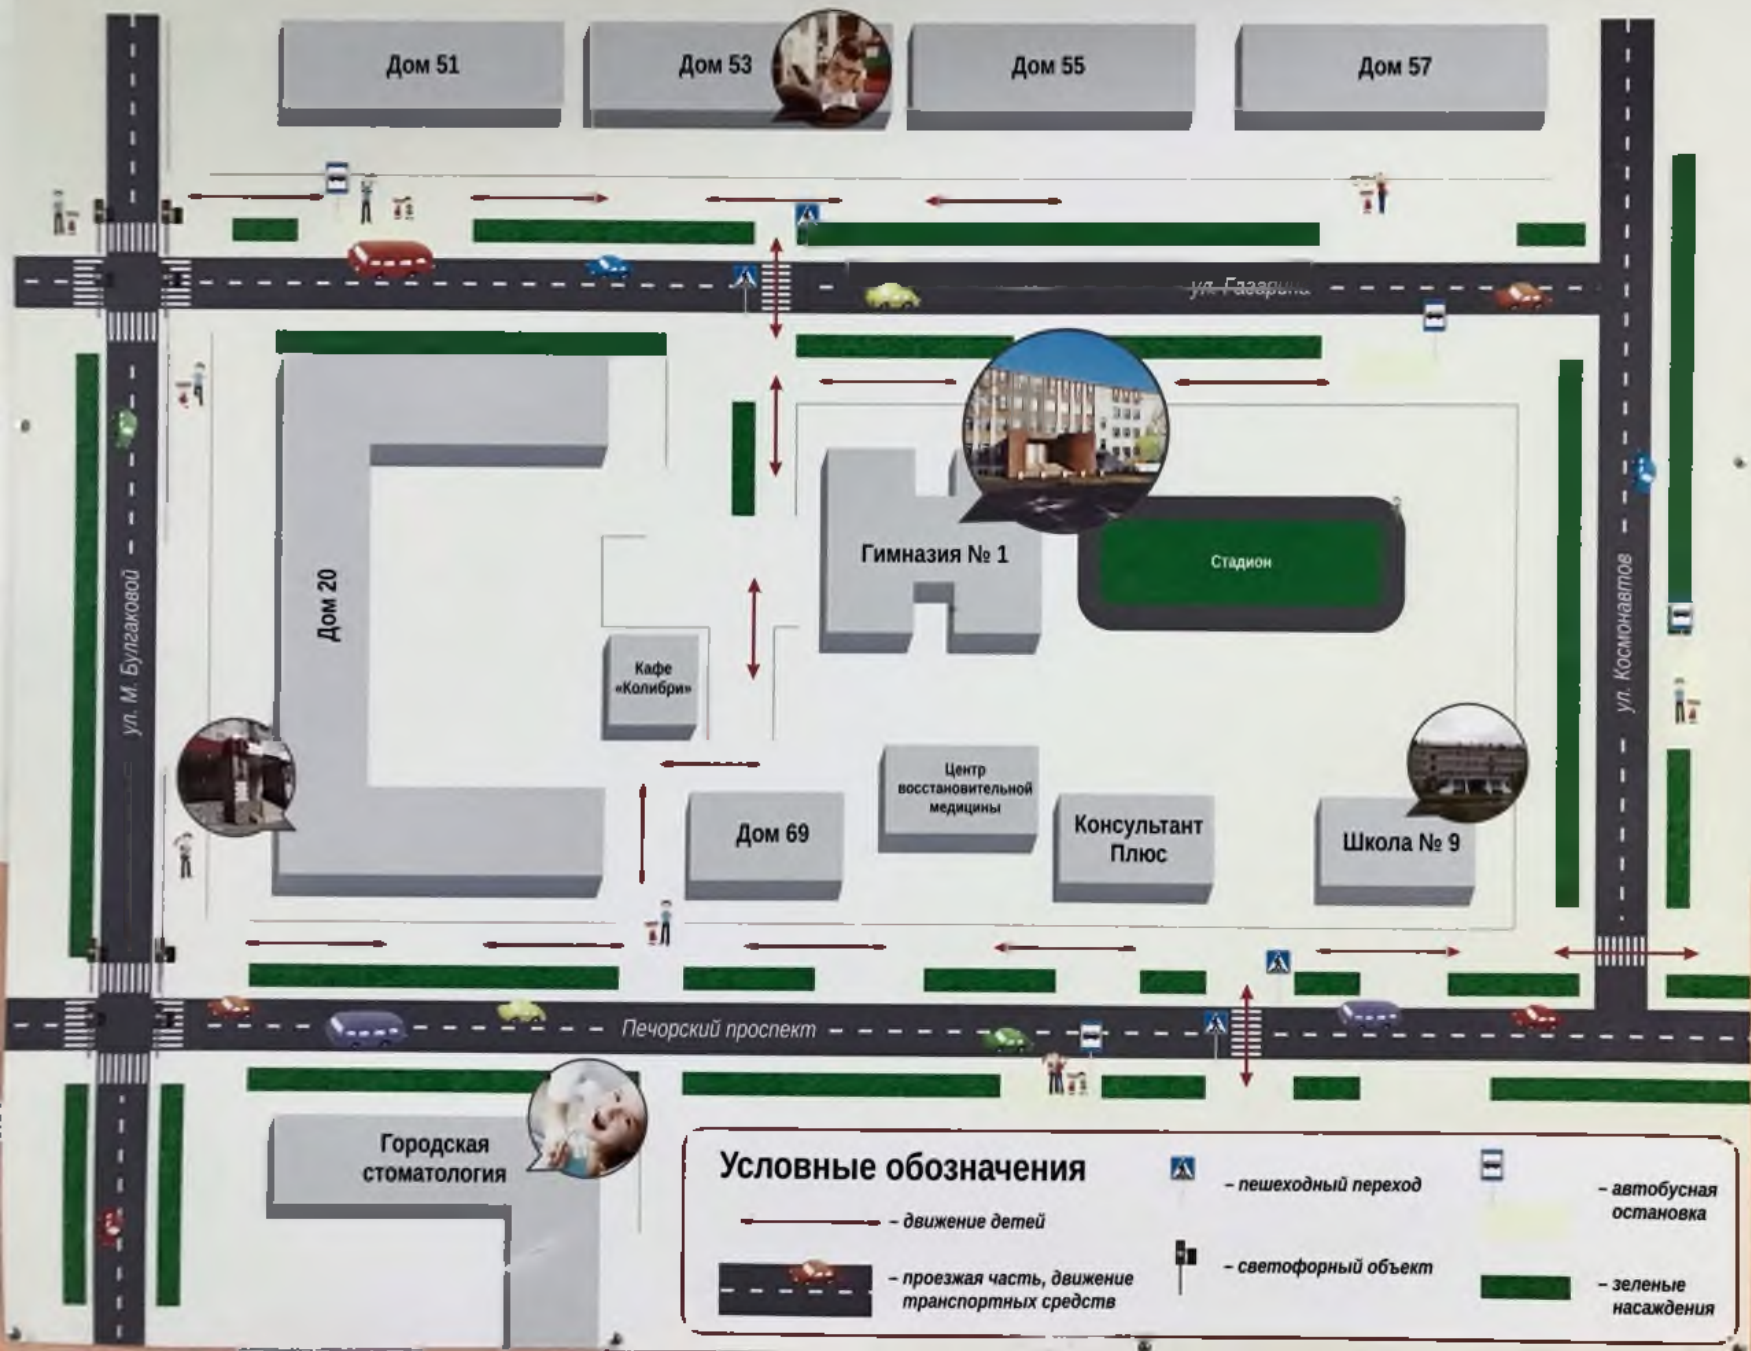 Дом 51
Дом 53
Дом 55
Дом 57
ул. Гагарина
Дом 20
ул. М. Булгаковой
Гимназия № 1
Стадион
ул. Космонавтов
Кафе
«Колибри»
Центр
восстановительной
медицины
Дом 69
Консультант
Плюс
Школа № 9
Печорский проспект
Городская
стоматология
Условные обозначения
– движение детей
– проезжая часть, движение
транспортных средств
– пешеходный переход
– светофорный объект
– автобусная
остановка
– зеленые
насаждения